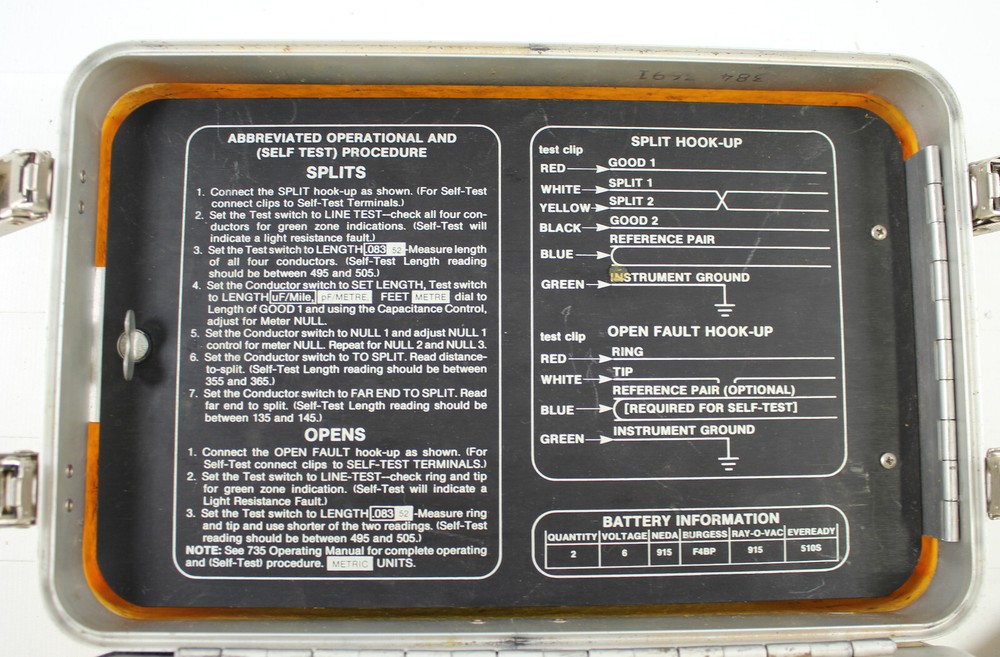 384 2691
ABBREVIATED OPERATIONAL AND
(SELF TEST) PROCEDURE
SPLITS
1. Connect the SPLIT hook-up as shown. (For Self-Test
connect clips to Self-Test Terminals.)
2. Set the Test switch to LINE TEST--check all four con-
ductors for green zone indications. (Self-Test will
indicate a light resistance fault.)
3. Set the Test switch to LENGTH .083 52 -Measure length
of all four conductors. (Self-Test Length reading
should be between 495 and 505.)
4. Set the Conductor switch to SET LENGTH, Test switch
to LENGTH uF/Mile, pF/METRE, FEET METRE dial to
Length of GOOD 1 and using the Capacitance Control,
adjust for Meter NULL.
5. Set the Conductor switch to NULL 1 and adjust NULL 1
control for meter NULL. Repeat for NULL 2 and NULL 3.
6. Set the Conductor switch to TO SPLIT. Read distance-
to-split. (Self-Test Length reading should be between
355 and 365.)
7. Set the Conductor switch to FAR END TO SPLIT. Read
far end to split. (Self-Test Length reading should be
between 135 and 145.)
OPENS
1. Connect the OPEN FAULT hook-up as shown. (For
Self-Test connect clips to SELF-TEST TERMINALS.)
2. Set the Test switch to LINE-TEST--check ring and tip
for green zone indication. (Self-Test will indicate a
Light Resistance Fault.)
3. Set the Test switch to LENGTH .083 52 -Measure ring
and tip and use shorter of the two readings. (Self-Test
reading should be between 495 and 505.)
NOTE: See 735 Operating Manual for complete operating
and (Self-Test) procedure. METRIC UNITS.
SPLIT HOOK-UP
test clip
RED GOOD 1
WHITE SPLIT 1
YELLOW SPLIT 2
BLACK GOOD 2
BLUE REFERENCE PAIR
GREEN INSTRUMENT GROUND
OPEN FAULT HOOK-UP
test clip
RED RING
WHITE TIP
REFERENCE PAIR (OPTIONAL)
BLUE [REQUIRED FOR SELF-TEST]
GREEN INSTRUMENT GROUND
BATTERY INFORMATION
QUANTITY VOLTAGE NEDA BURGESS RAY-O-VAC EVEREADY
2 6 915 F4BP 915 510S